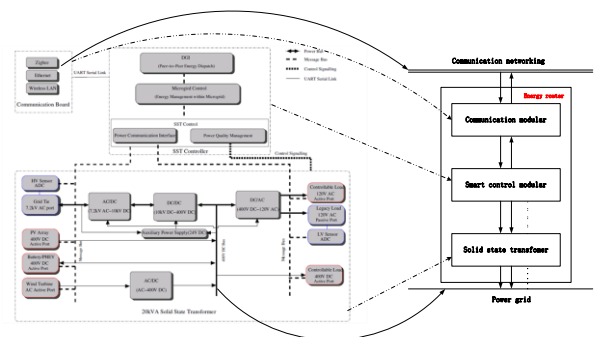 Zigbee
Ethernet
Wireless LAN
Communication Board
UART Serial Link
DGI
(Peer-to-Peer Energy Dispatch)
Microgrid Control
(Energy Management within Microgrid)
SST Control
Power Communication Interface
Power Quality Management
SST Controller
Power Bus
Message Bus
Control Signalling
UART Serial Link
Control Signalling
HV Sensor
ADC
Grid Tie
7.2kV AC port
PV Array
400V DC
Active Port
Battery/PHEV
400V DC
Active Port
Wind Turbine
AC Active Port
Message Bus
AC/DC
(7.2kV AC-10kV DC)
DC/DC
(10kV DC-400V DC)
DC/AC
(400V DC-120V AC)
Auxiliary Power Supply(24V DC)
AC/DC
(AC-400V DC)
400V DC Bus
Message Bus
Controllable Load
120V AC
Active Port
Legacy Load
120V AC
Passive Port
LV Sensor
ADC
Controllable Load
400V DC
Active Port
20kVA Solid State Transformer
Communication networking
Energy router
Communication modular
Smart control modular
Solid state transfomer
Power grid